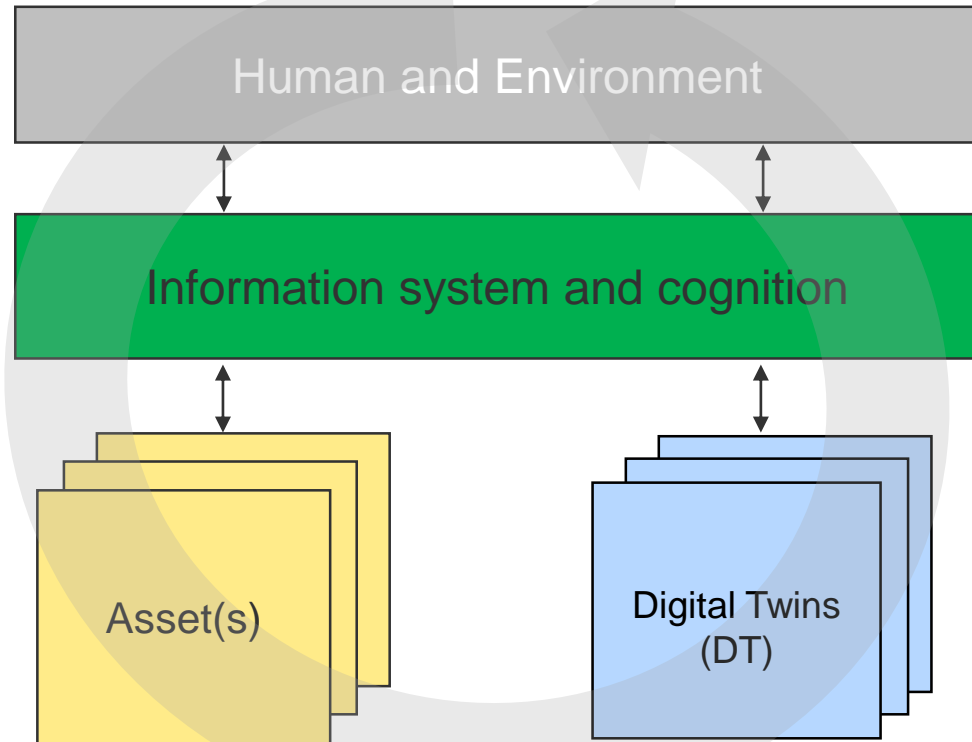 Human and Environment
Information system and cognition
Asset(s)
Digital Twins
(DT)